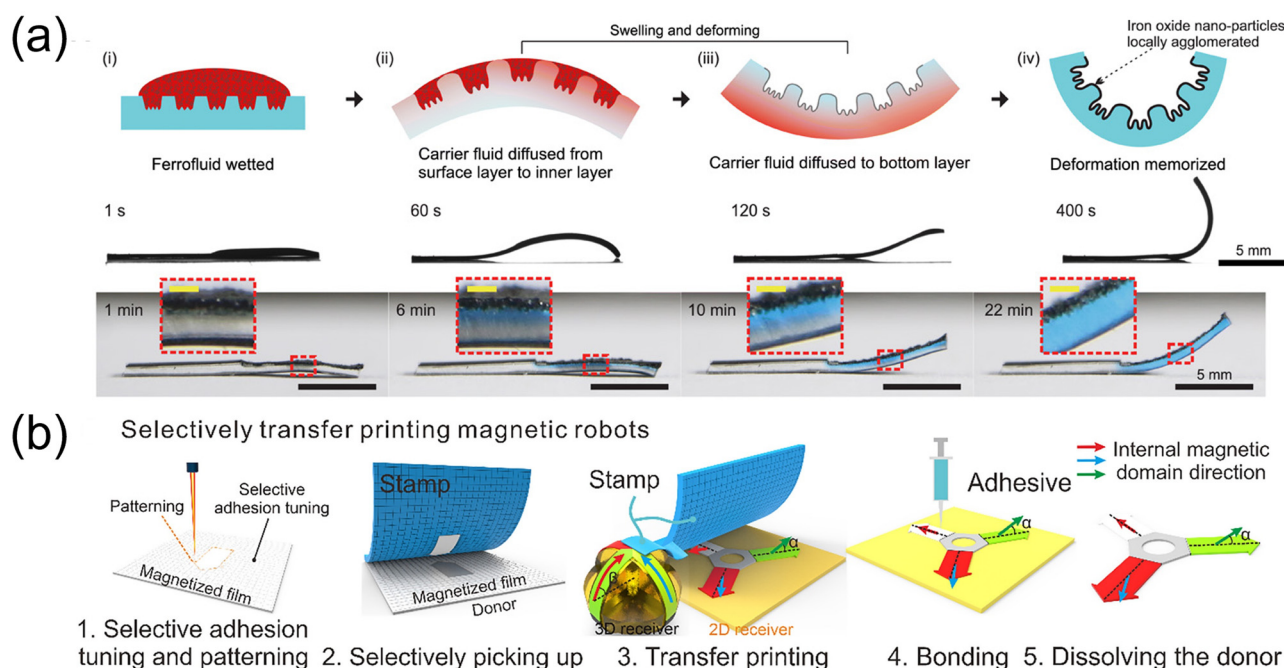 (a)
Swelling and deforming
Iron oxide nano-particles
locally agglomerated
(i)
(ii)
(iii)
(iv)
Ferrofluid wetted
Carrier fluid diffused from
surface layer to inner layer
Carrier fluid diffused to bottom layer
Deformation memorized
1 s
60 s
120 s
400 s
5 mm
1 min
6 min
10 min
22 min
5 mm
(b)
Selectively transfer printing magnetic robots
Patterning
Selective
adhesion tuning
Magnetized film
1. Selective adhesion
tuning and patterning
Stamp
Magnetized film
Donor
2. Selectively picking up
Stamp
α
β
3D receiver
2D receiver
3. Transfer printing
Adhesive
α
4. Bonding
Internal magnetic
domain direction
α
5. Dissolving the donor